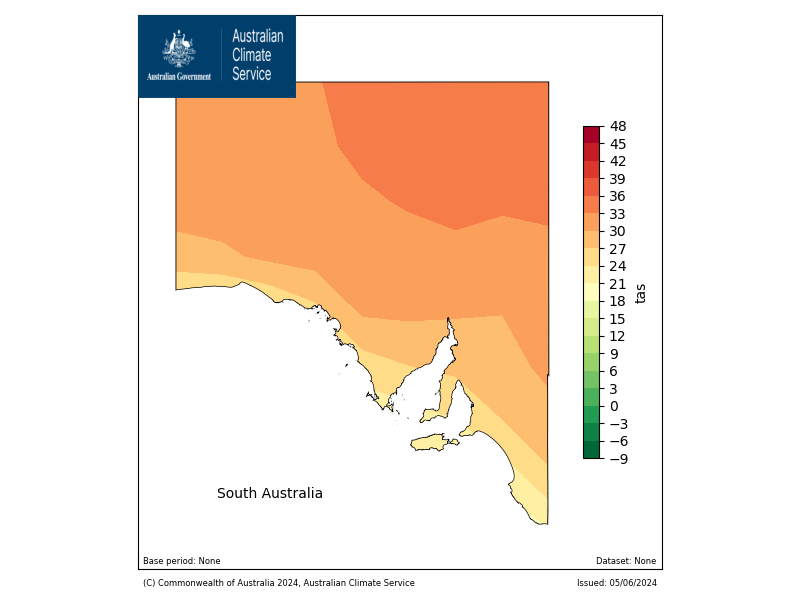 Australian
Climate
Service
Australian Government
48
45
42
39
36
33
30
27
24
21
18
15
12
9
6
3
0
−3
−6
−9
tas
South Australia
Base period: None
Dataset: None
(C) Commonwealth of Australia 2024, Australian Climate Service
Issued: 05/06/2024